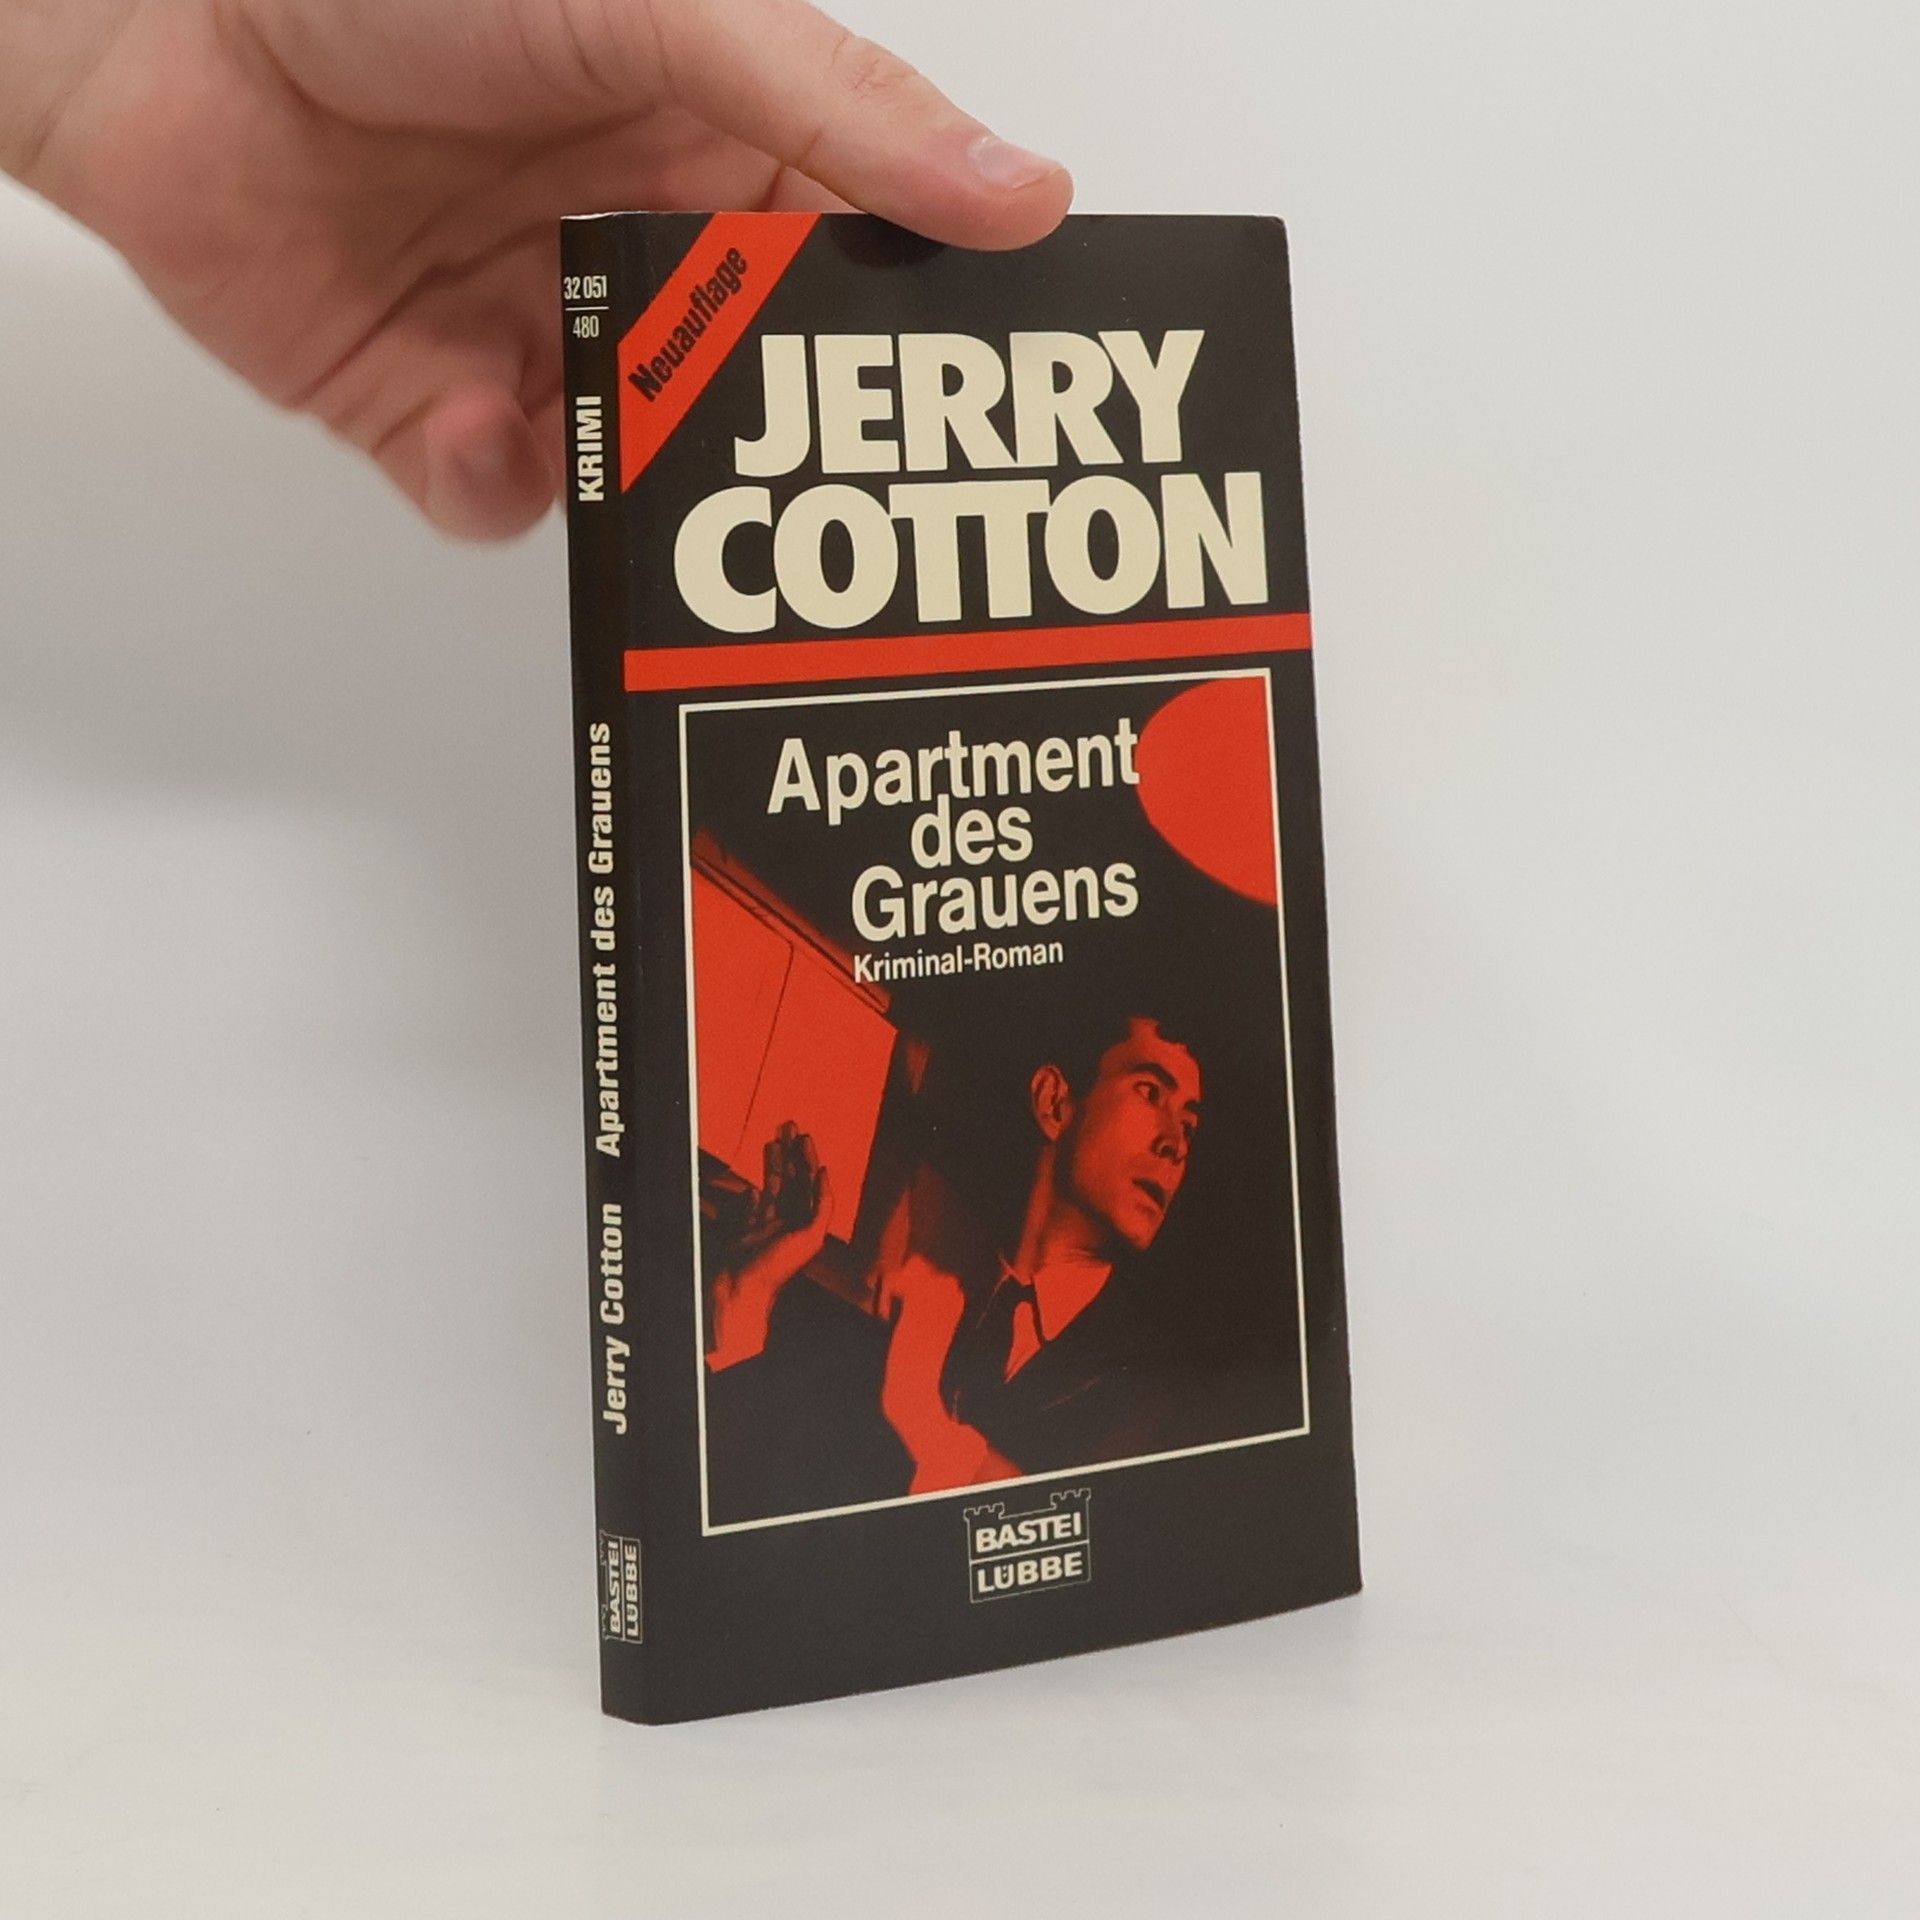 32 051
480
KRIMI
Jerry Cotton Apartment des Grauens
BASTEI
LÜBBE
Neuauflage
JERRY
COTTON
Apartment
des
Grauens
Kriminal-Roman
BASTEI
LÜBBE